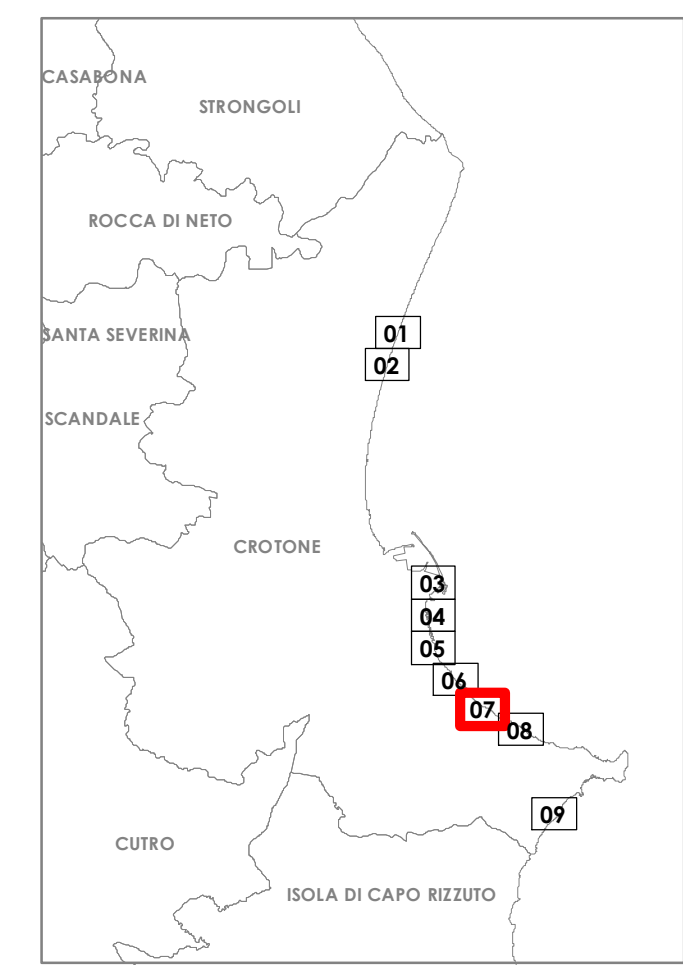 CASABONA
STRONGOLI
ROCCA DI NETO
SANTA SEVERINA
01
02
SCANDALE
CROTONE
03
04
05
06
07
08
09
CUTRO
ISOLA DI CAPO RIZZUTO